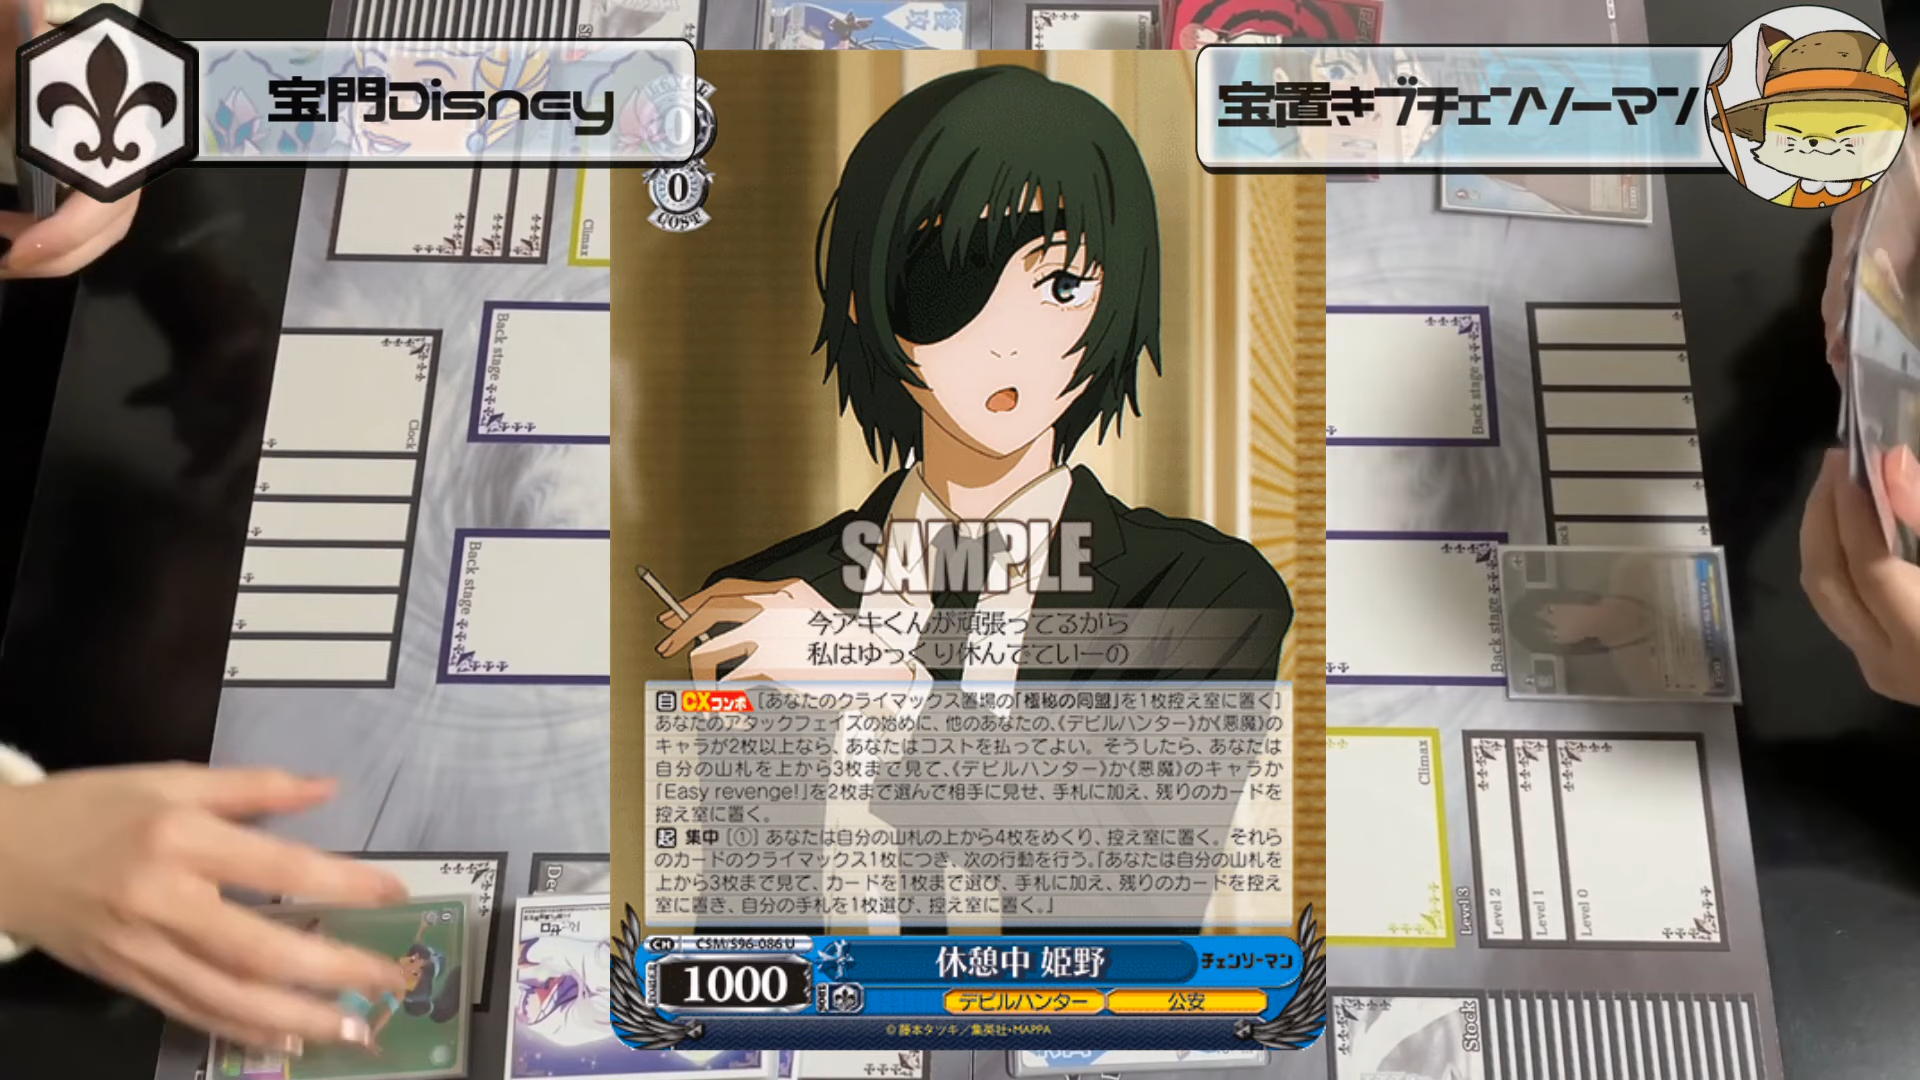 宝門Disney
宝置きブチェンソーマン
0
COST
SAMPLE
今アキくんが頑張ってるがら
私はゆっくり休んでていーの
自 CXコンボ [あなたのクライマックス置場の「極秘の同盟」を1枚控え室に置く]
あなたのアタックフェイズの始めに、他のあなたの、《デビルハンター》か《悪魔》の
キャラが2枚以上なら、あなたはコストを払ってよい。そうしたら、あなたは
自分の山札を上から3枚まで見て、《デビルハンター》か《悪魔》のキャラか
「Easy revenge!」を2枚まで選んで相手に見せ、手札に加え、残りのカードを
控え室に置く。
起 集中 [①] あなたは自分の山札の上から4枚をめくり、控え室に置く。それら
のカードのクライマックス1枚につき、次の行動を行う。『あなたは自分の山札を
上から3枚まで見て、カードを1枚まで選び、手札に加え、残りのカードを控え
室に置き、自分の手札を1枚選び、控え室に置く。』
CSM/S96-086 U
1000
POWER
SOUL
休憩中 姫野
チェンソーマン
デビルハンター
公安
© 藤本タツキ／集英社・MAPPA
Climax
Back stage
Clock
Back stage
Back stage
Back stage
Climax
Level 3
Level 2
Level 1
Level 0
Stock